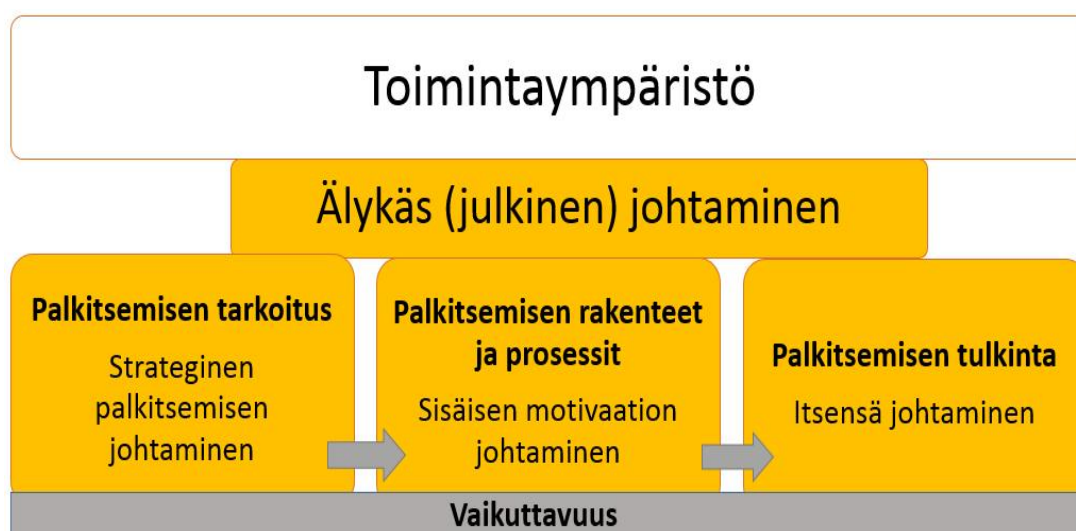 Toimintaympäristö
Älykäs (julkinen) johtaminen
Palkitsemisen tarkoitus
Strateginen
palkitsemisen
johtaminen
Palkitsemisen rakenteet
ja prosessit
Sisäisen motivaation
johtaminen
Palkitsemisen tulkinta
Itsensä johtaminen
Vaikuttavuus